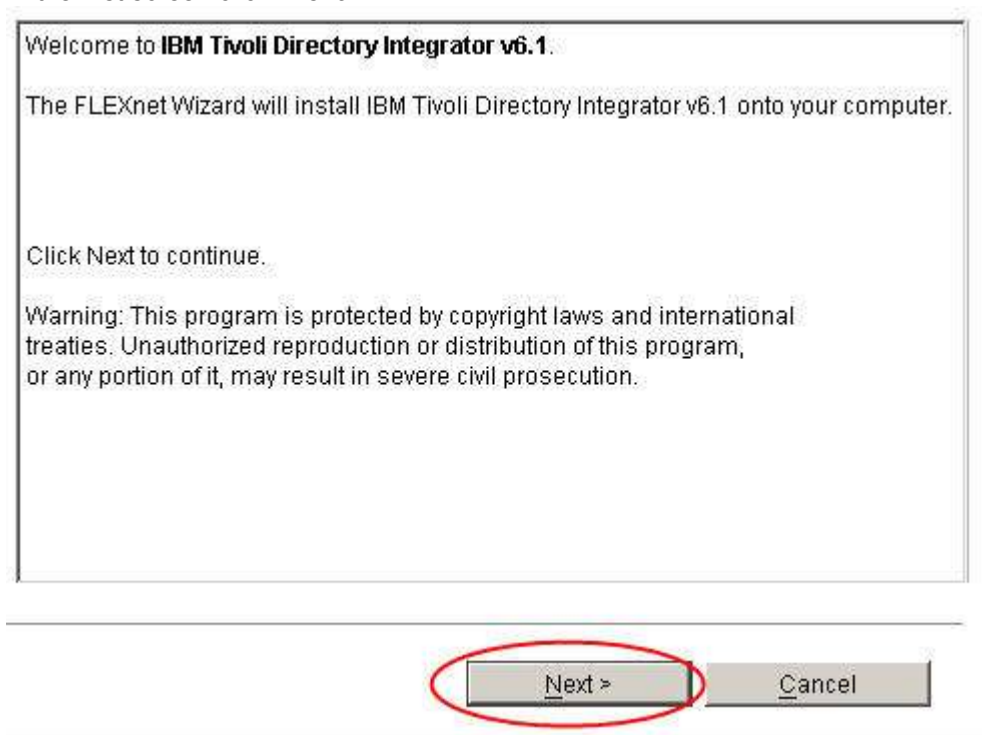 Welcome to IBM Tivoli Directory Integrator v6.1.
The FLEXnet Wizard will install IBM Tivoli Directory Integrator v6.1 onto your computer.
Click Next to continue.
Warning: This program is protected by copyright laws and international
treaties. Unauthorized reproduction or distribution of this program,
or any portion of it, may result in severe civil prosecution.
Next >
Cancel